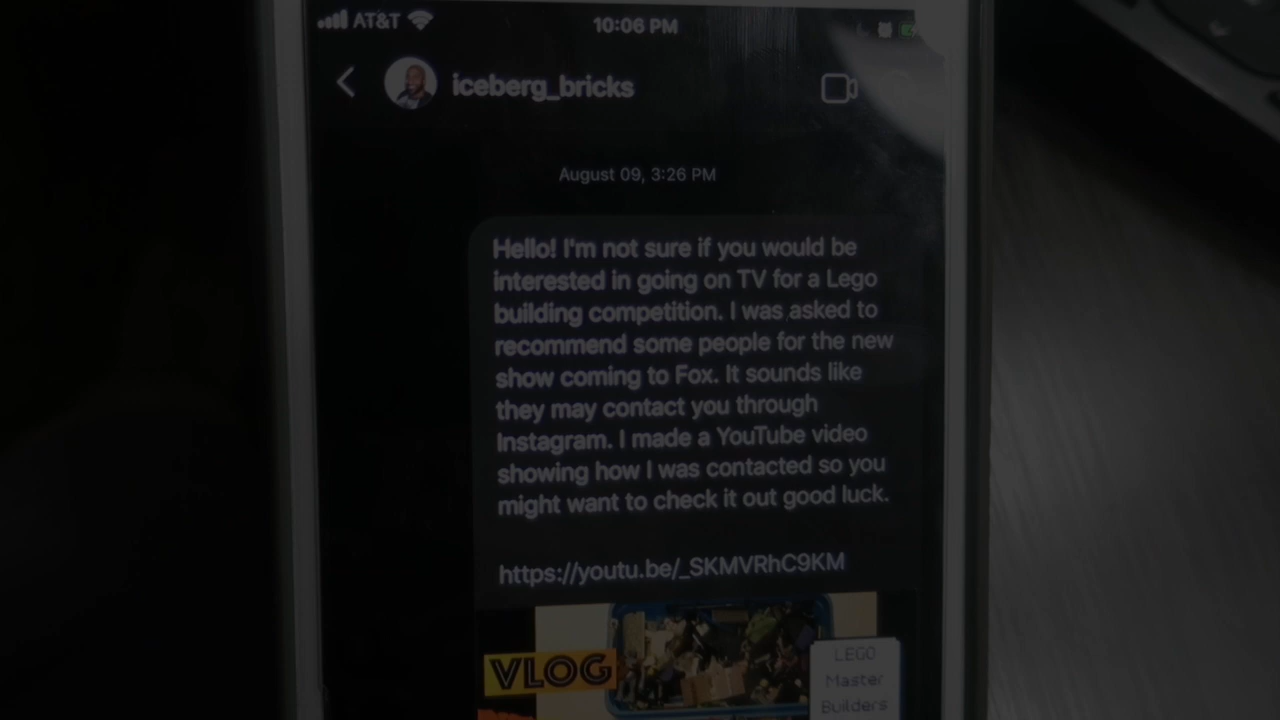 AT&T
10:06 PM
iceberg_bricks
August 09, 3:26 PM
Hello! I'm not sure if you would be
interested in going on TV for a Lego
building competition. I was asked to
recommend some people for the new
show coming to Fox. It sounds like
they may contact you through
Instagram. I made a YouTube video
showing how I was contacted so you
might want to check it out good luck.
https://youtu.be/_SKMVRhC9KM
VLOG
LEGO
Master
Builders